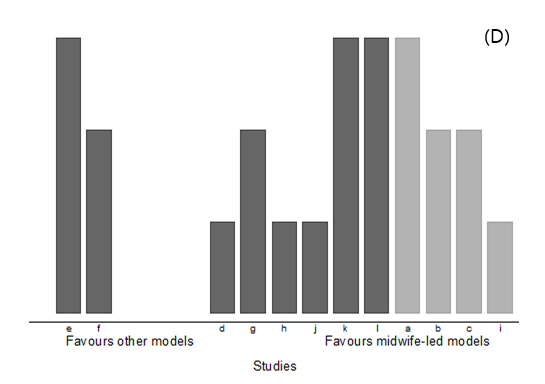 (D)
e f d g h j k l a b c i
Favours other models Favours midwife-led models
Studies